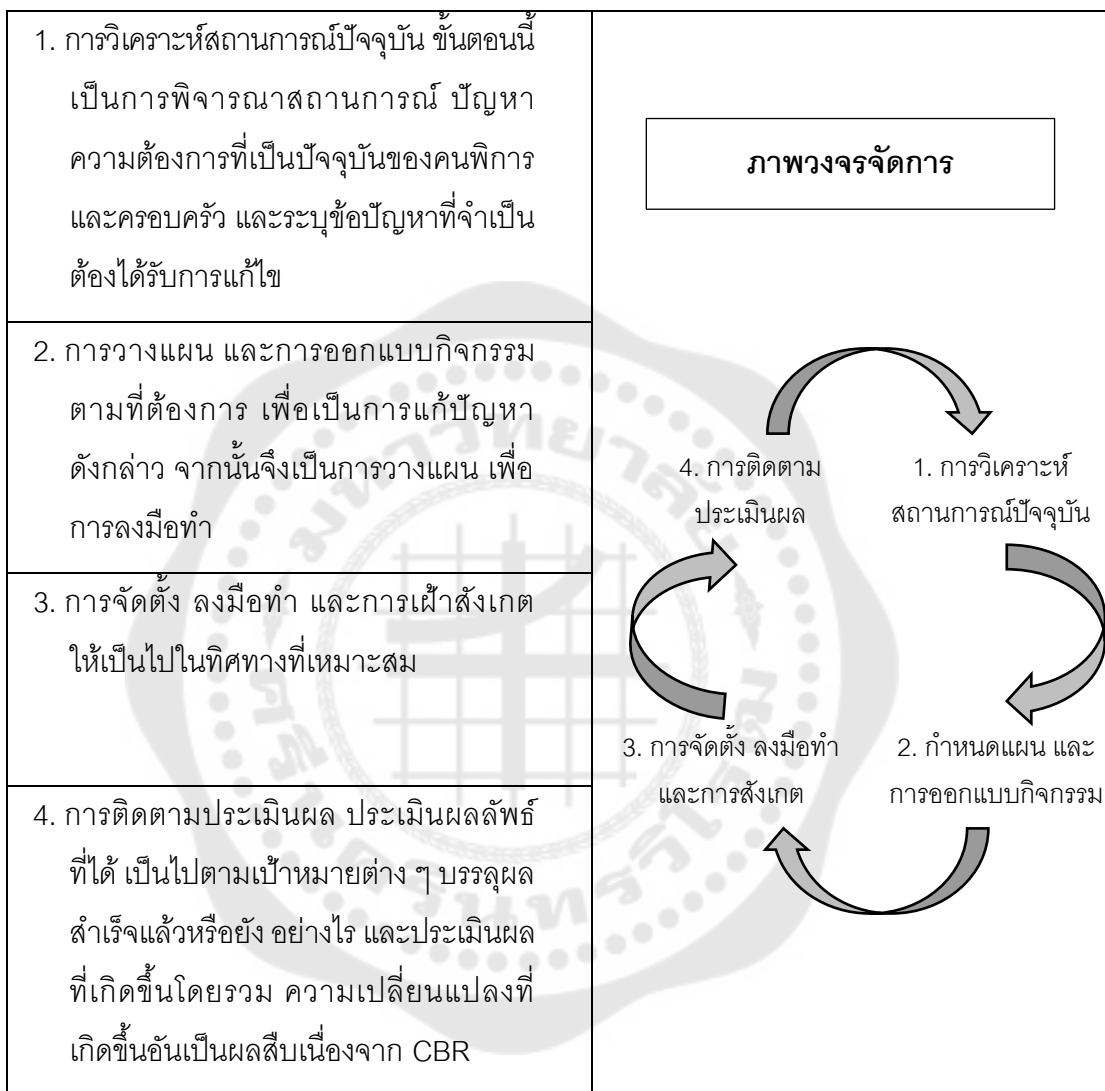 1. การวิเคราะห์สถานการณ์ปัจจุบัน ขั้นตอนนี้
เป็นการพิจารณาสถานการณ์ ปัญหา
ความต้องการที่เป็นปัจจุบันของคนพิการ
และครอบครัว และระบุข้อปัญหาที่จำเป็น
ต้องได้รับการแก้ไข
2. การวางแผน และการออกแบบกิจกรรม
ตามที่ต้องการ เพื่อเป็นการแก้ปัญหา
ดังกล่าว จากนั้นจึงเป็นการวางแผน เพื่อ
การลงมือทำ
3. การจัดตั้ง ลงมือทำ และการเฝ้าสังเกต
ให้เป็นไปในทิศทางที่เหมาะสม
4. การติดตามประเมินผล ประเมินผลลัพธ์
ที่ได้ เป็นไปตามเป้าหมายต่าง ๆ บรรลุผล
สำเร็จแล้วหรือยัง อย่างไร และประเมินผล
ที่เกิดขึ้นโดยรวม ความเปลี่ยนแปลงที่
เกิดขึ้นอันเป็นผลสืบเนื่องจาก CBR
ภาพวงจรจัดการ
4. การติดตาม
ประเมินผล
1. การวิเคราะห์
สถานการณ์ปัจจุบัน
3. การจัดตั้ง ลงมือทำ
และการสังเกต
2. กำหนดแผน และ
การออกแบบกิจกรรม
มหาวิทยาลัย
ศรีนครินทรวิโรฒ